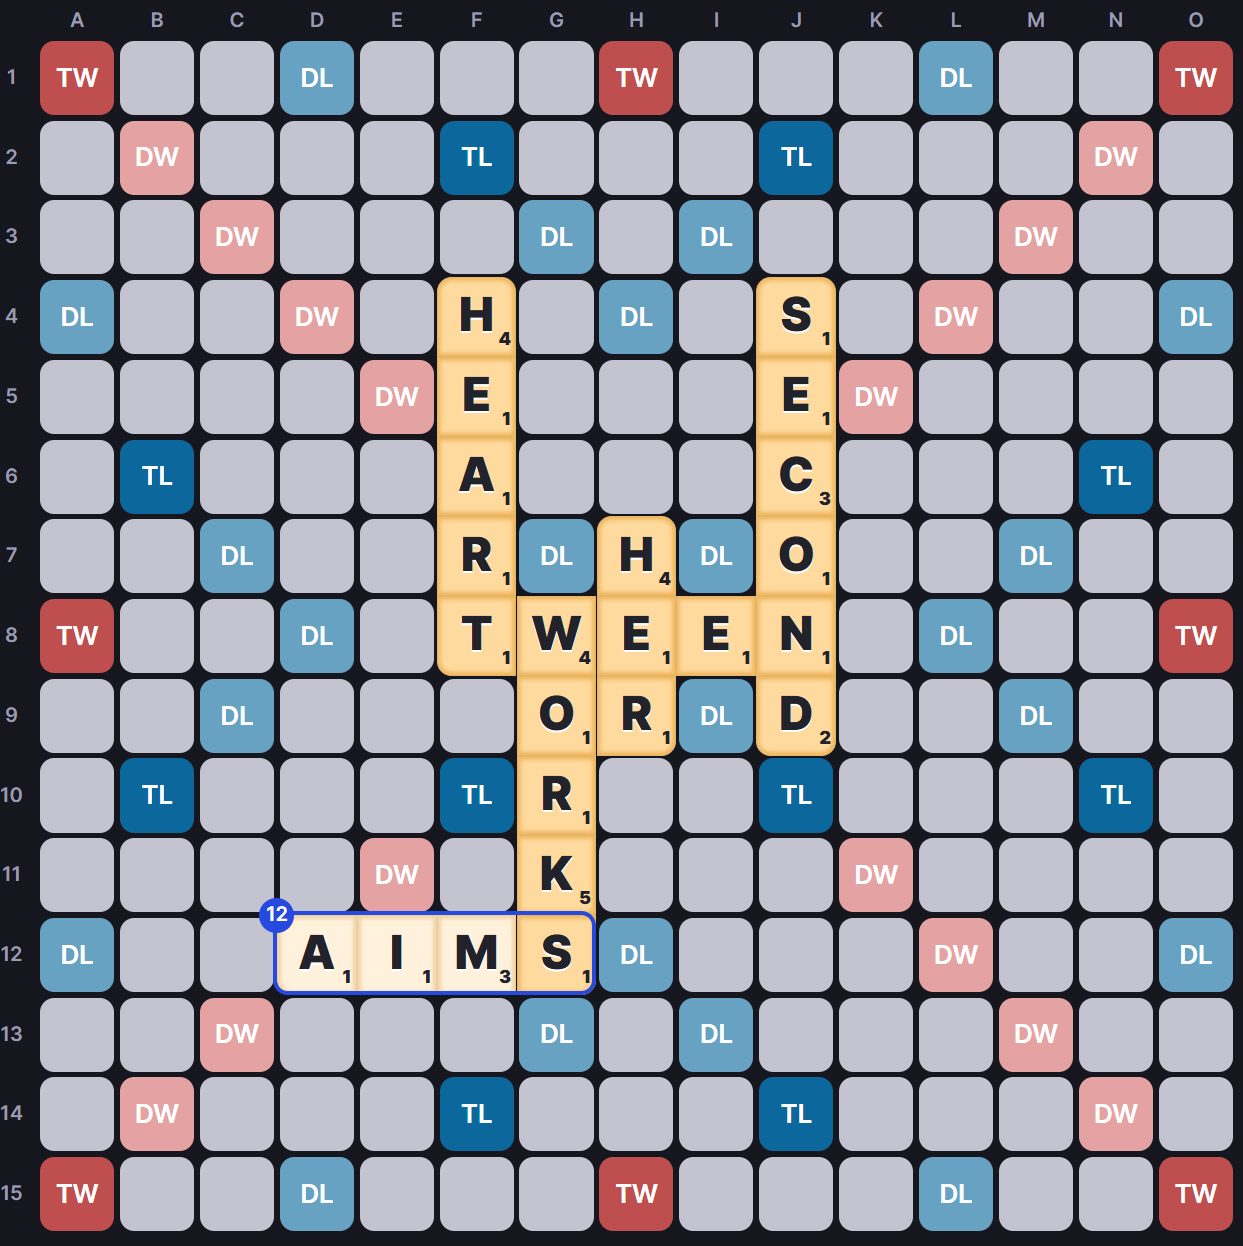 A B C D E F G H I J K L M N O
1 TW DL TW DL TW
2 DW TL TL DW
3 DW DL DL DW
4 DL DW H4 DL S1 DW DL
5 DW E1 E1 DW
6 TL A1 C3 TL
7 DL R1 DL H4 DL O1 DL
8 TW DL T1 W4 E1 E1 N1 DL TW
9 DL O1 R1 DL D2 DL
10 TL TL R1 TL TL
11 DW K5 DW
12
12 DL A1 I1 M3 S1 DL DW DL
13 DW DL DL DW
14 DW TL TL DW
15 TW DL TW DL TW